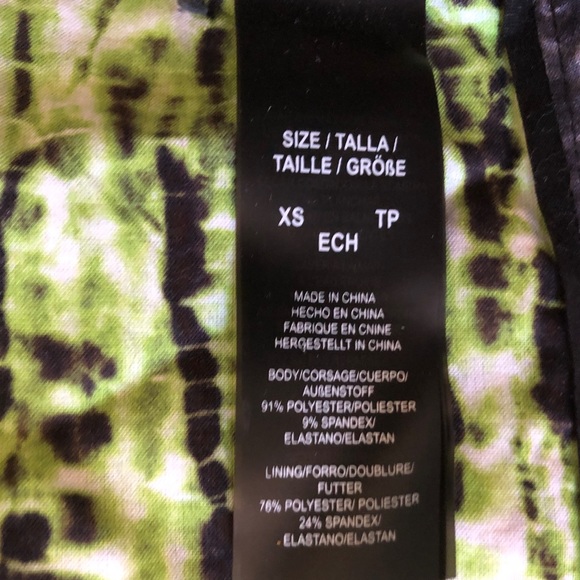 SIZE / TALLA /
TAILLE / GRÖßE
XS TP
ECH
MADE IN CHINA
HECHO EN CHINA
FABRIQUE EN CNINE
HERGESTELLT IN CHINA
BODY/CORSAGE/CUERPO/
AUßENSTOFF
91% POLYESTER/POLIESTER
9% SPANDEX/
ELASTANO/ELASTAN
LINING/FORRO/DOUBLURE/
FUTTER
76% POLYESTER/ POLIESTER
24% SPANDEX/
ELASTANO/ELASTAN